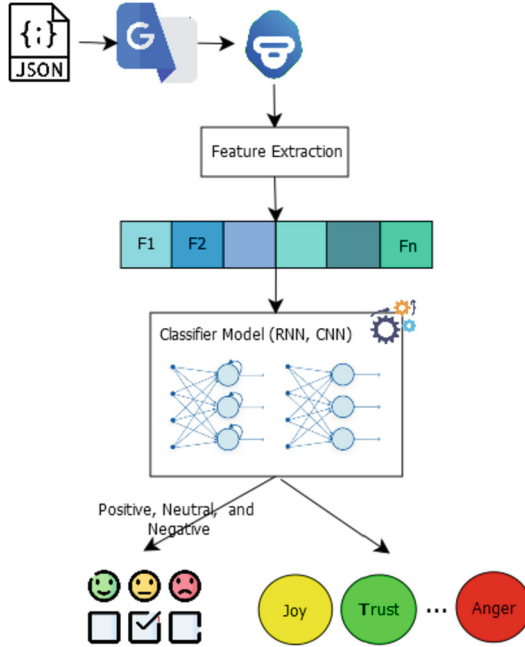 {;}
JSON
G
Feature Extraction
F1 F2 Fn
Classifier Model (RNN, CNN)
Positive, Neutral, and
Negative
Joy Trust ... Anger